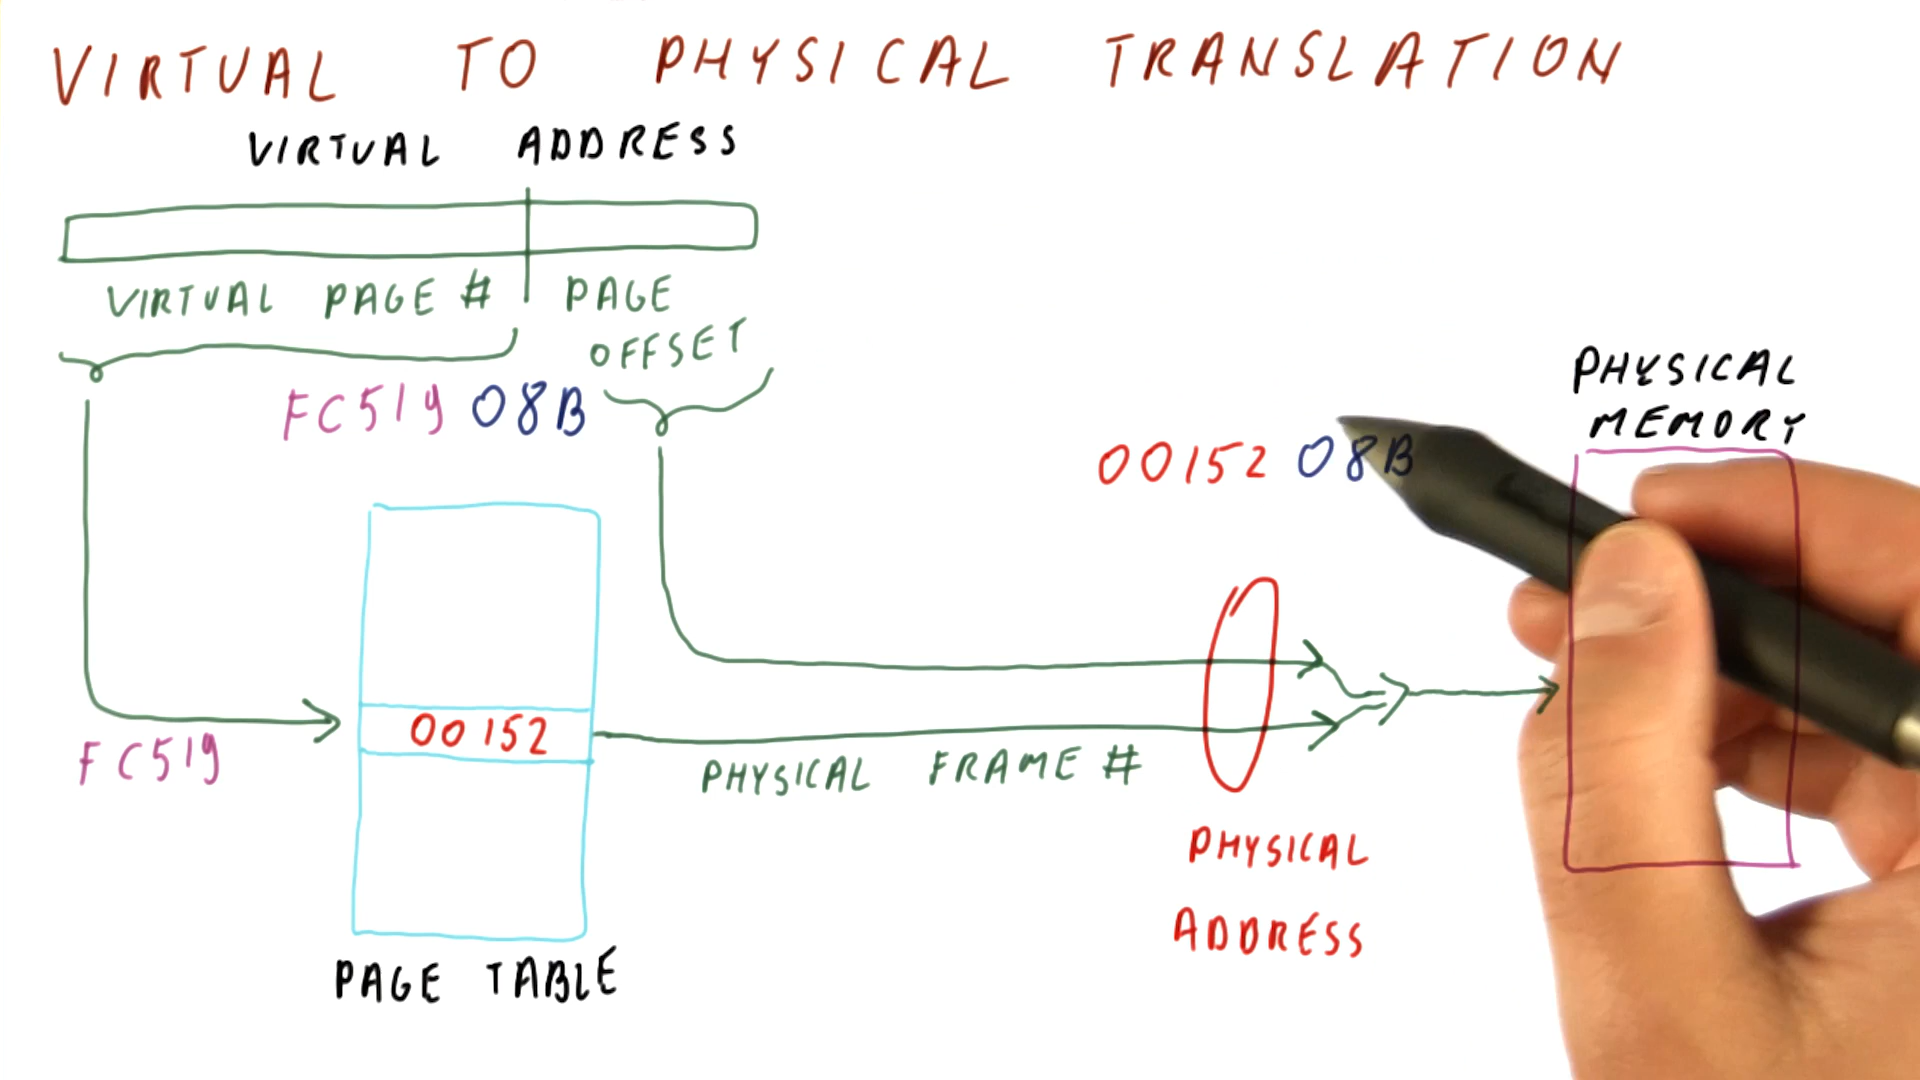 VIRTUAL TO PHYSICAL TRANSLATION
VIRTUAL ADDRESS
VIRTUAL PAGE # PAGE
OFFSET
FC519 08B
PHYSICAL
MEMORY
00152 08B
00152
FC519
PHYSICAL FRAME #
PHYSICAL
ADDRESS
PAGE TABLE